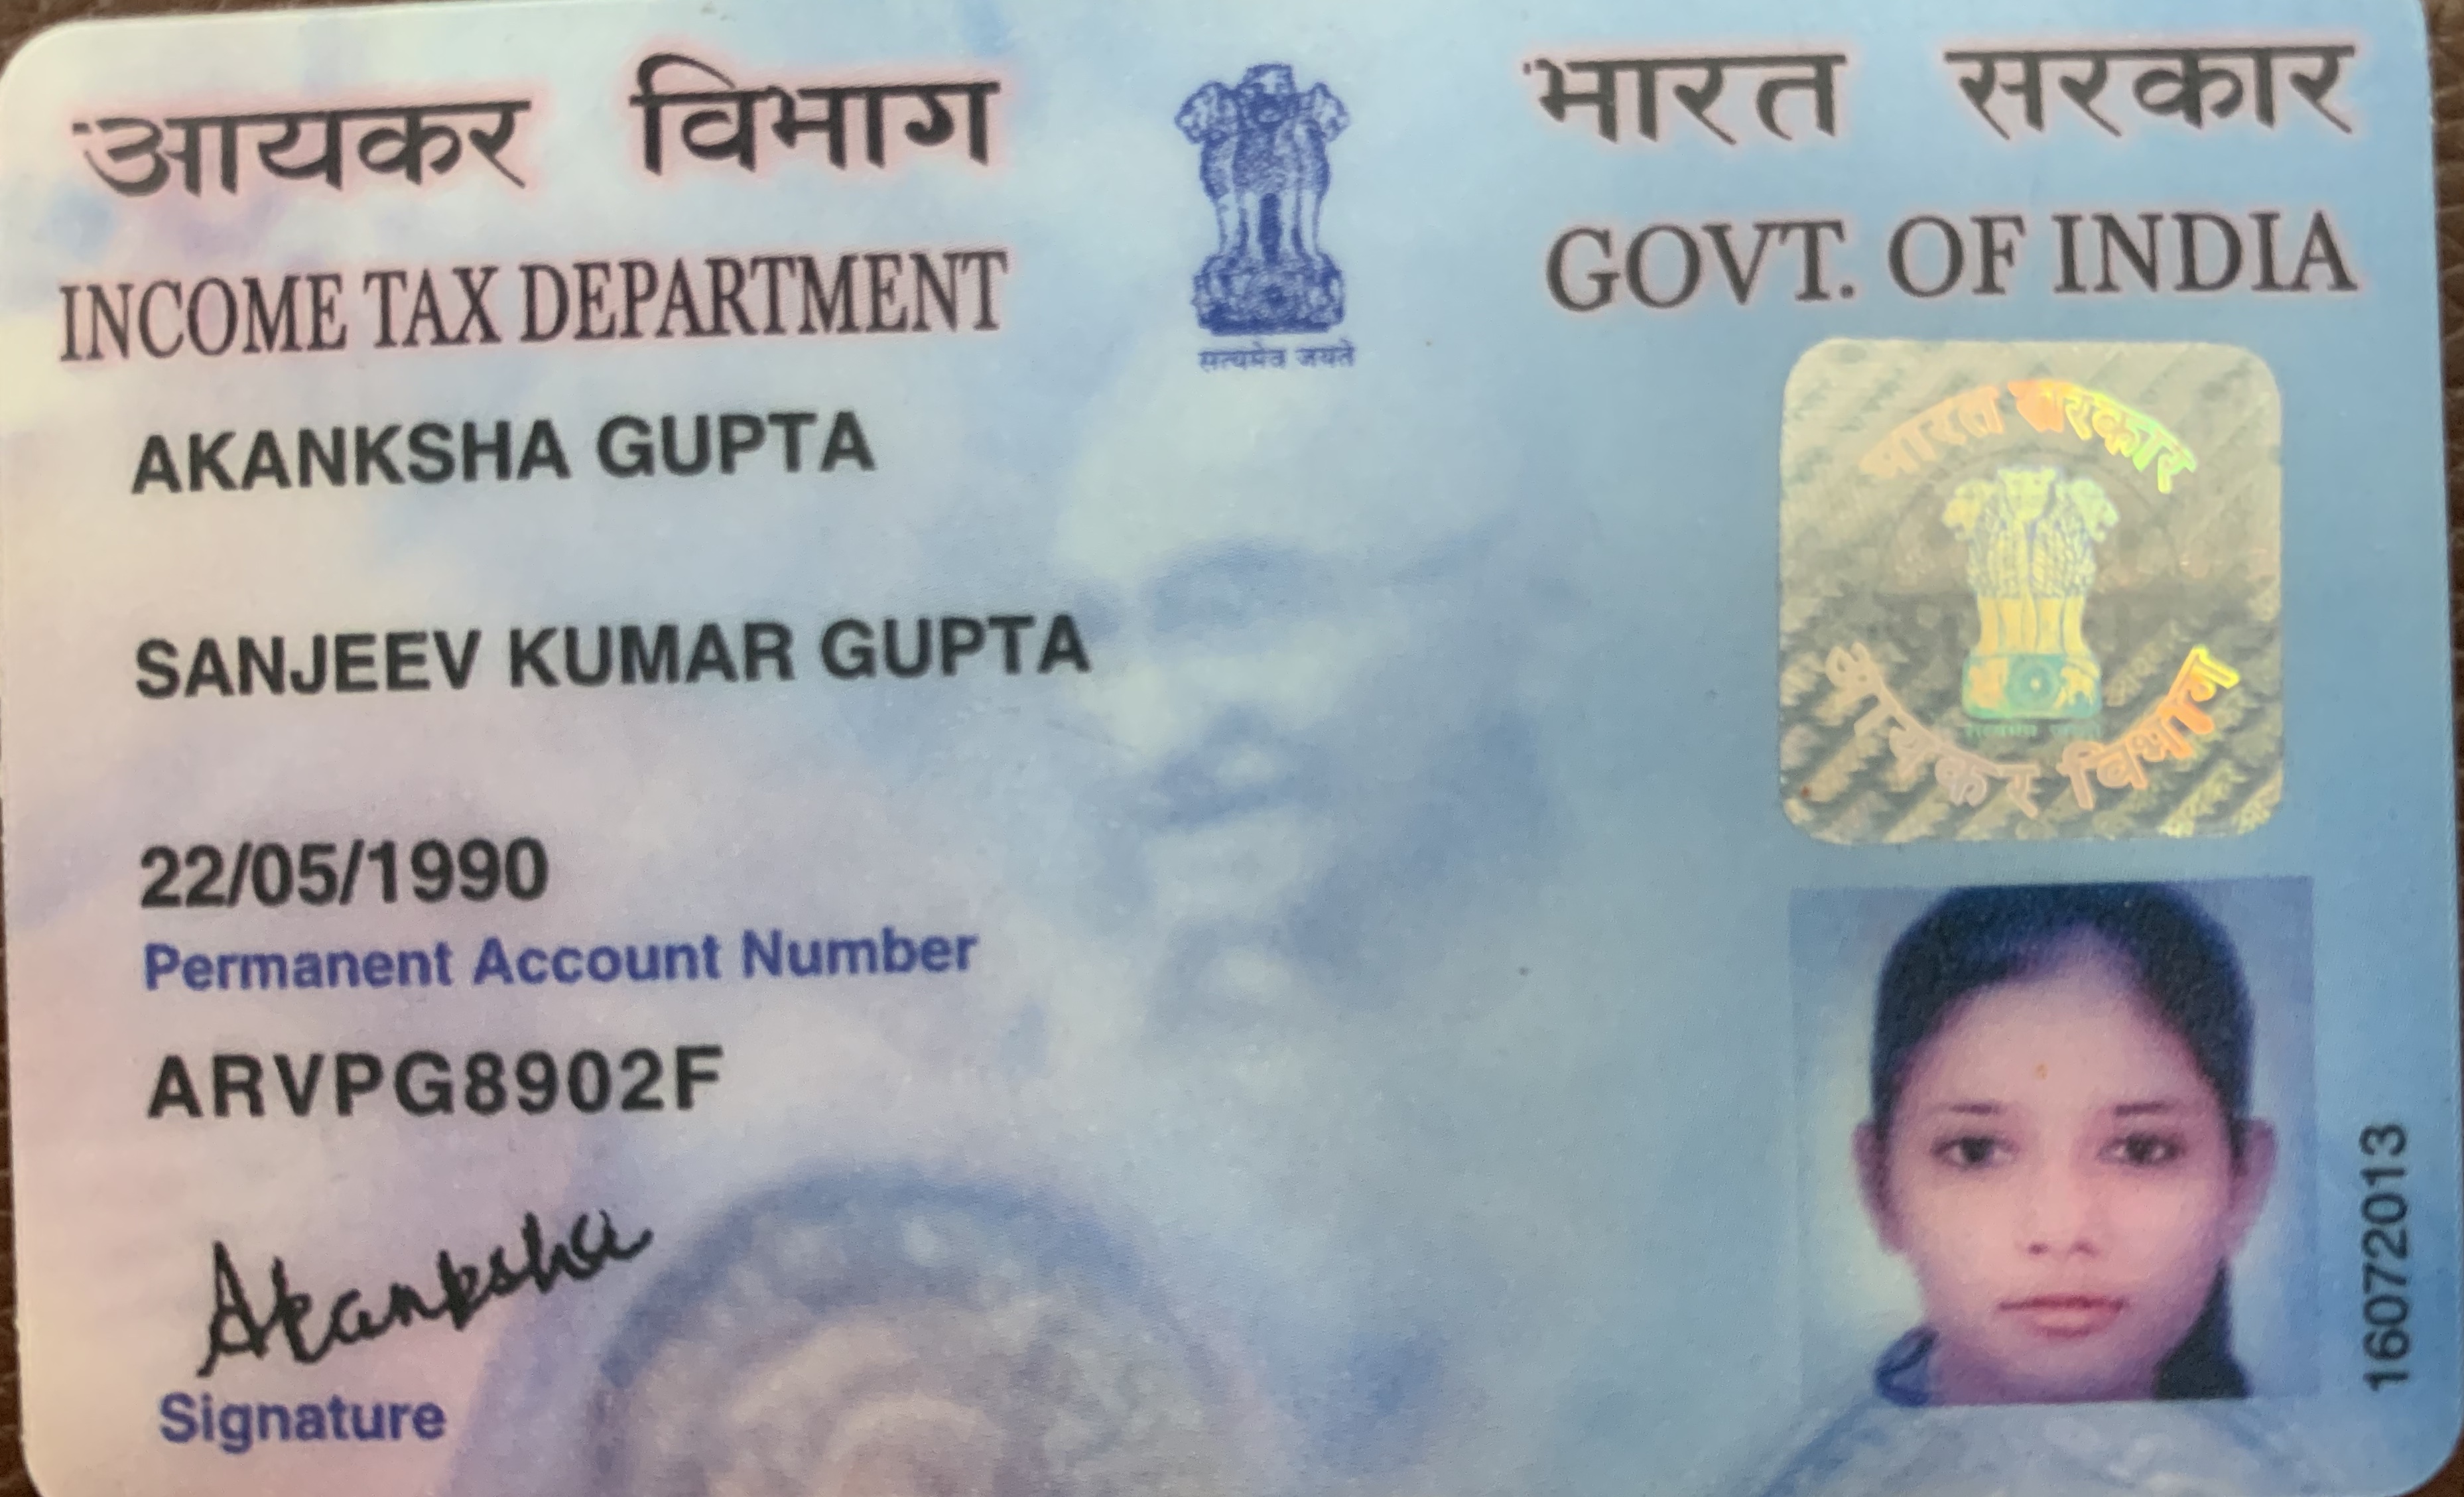 आयकर विभाग
INCOME TAX DEPARTMENT
सत्यमेव जयते
भारत सरकार
GOVT. OF INDIA
AKANKSHA GUPTA
SANJEEV KUMAR GUPTA
22/05/1990
Permanent Account Number
ARVPG8902F
Akanksha
Signature
भारत सरकार
आयकर विभाग
16072013